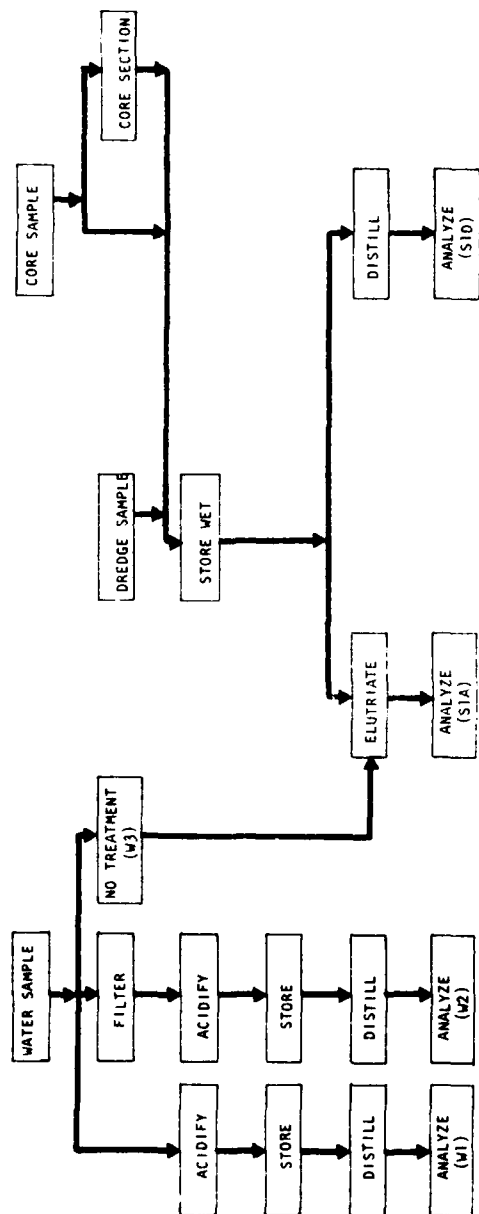 WATER SAMPLE
CORE SAMPLE
DREDGE SAMPLE
CORE SECTION
FILTER
NO TREATMENT
(W3)
STORE WET
ACIDIFY
ACIDIFY
STORE
STORE
ELUTRIATE
DISTILL
DISTILL
DISTILL
ANALYZE
(W1)
ANALYZE
(W2)
ANALYZE
(S1A)
ANALYZE
(S1D)